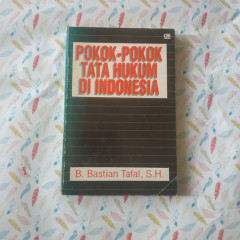 POKOK-POKOK
TATA HUKUM
DI INDONESIA
B. Bastian Tafal, S.H.